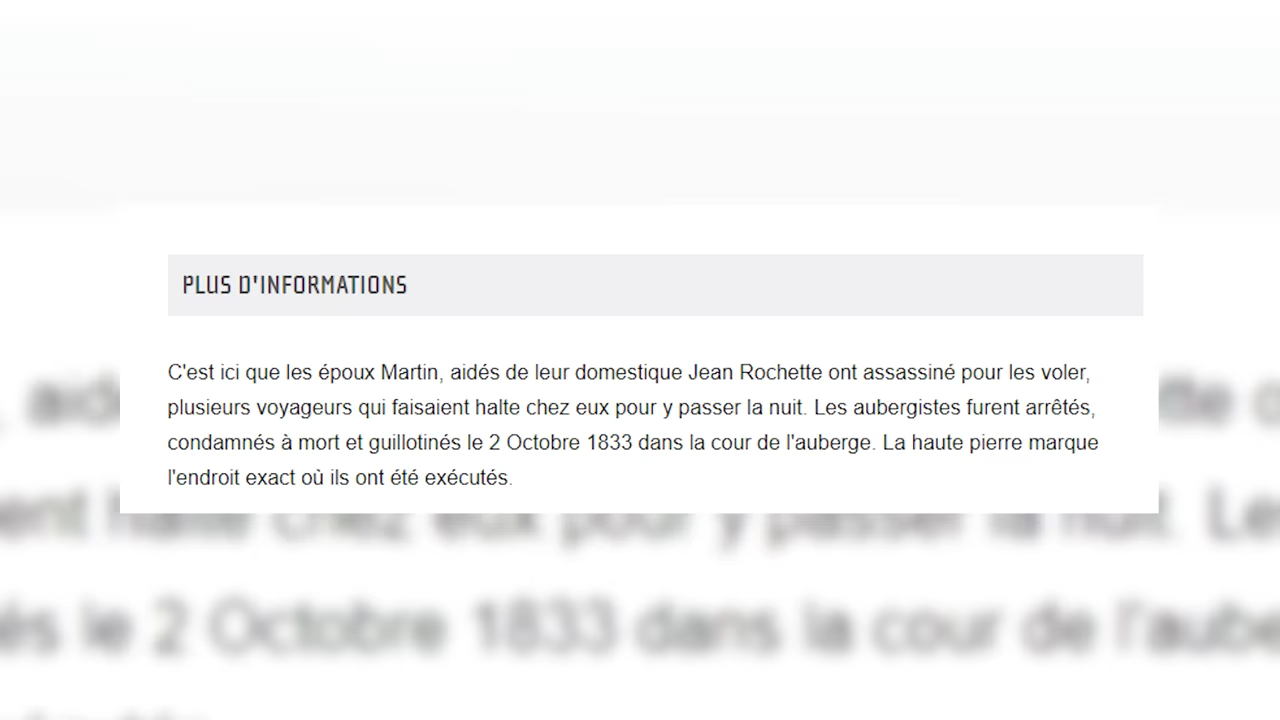 PLUS D'INFORMATIONS
C'est ici que les époux Martin, aidés de leur domestique Jean Rochette ont assassiné pour les voler,
plusieurs voyageurs qui faisaient halte chez eux pour y passer la nuit. Les aubergistes furent arrêtés,
condamnés à mort et guillotinés le 2 Octobre 1833 dans la cour de l'auberge. La haute pierre marque
l'endroit exact où ils ont été exécutés.